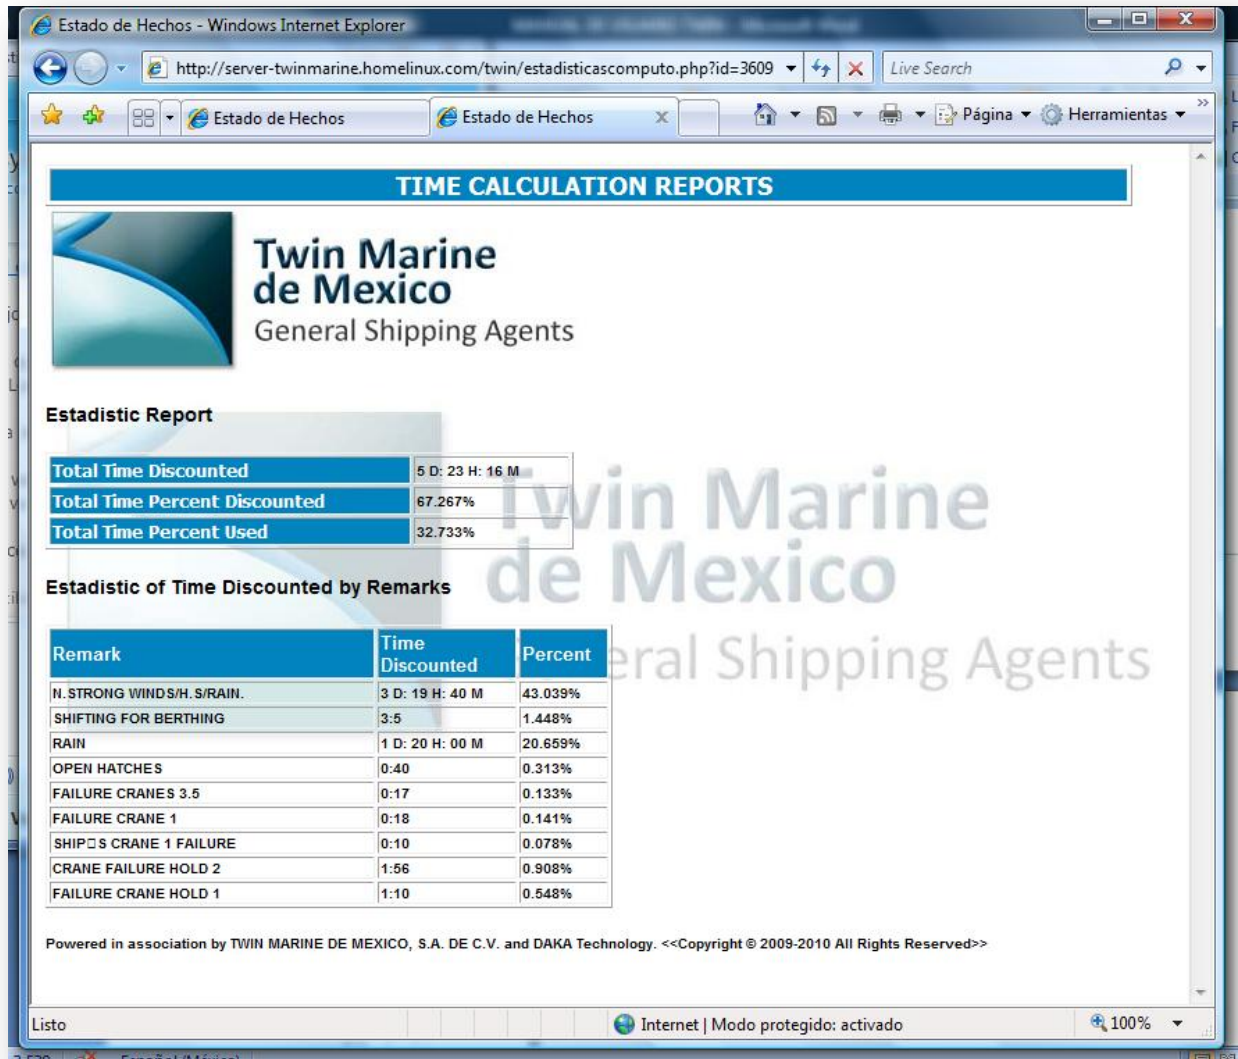 Estado de Hechos - Windows Internet Explorer
http://server-twinmarine.homelinux.com/twin/estadisticascomputo.php?id=3609
Live Search
Estado de Hechos
Estado de Hechos
Página
Herramientas
TIME CALCULATION REPORTS
Twin Marine
de Mexico
General Shipping Agents
Estadistic Report
Total Time Discounted 5 D: 23 H: 16 M
Total Time Percent Discounted 67.267%
Total Time Percent Used 32.733%
Twin Marine
de Mexico
eral Shipping Agents
Estadistic of Time Discounted by Remarks
Remark Time Discounted Percent
N.STRONG WINDS/H.S/RAIN. 3 D: 19 H: 40 M 43.039%
SHIFTING FOR BERTHING 3:5 1.448%
RAIN 1 D: 20 H: 00 M 20.659%
OPEN HATCHES 0:40 0.313%
FAILURE CRANES 3.5 0:17 0.133%
FAILURE CRANE 1 0:18 0.141%
SHIP□S CRANE 1 FAILURE 0:10 0.078%
CRANE FAILURE HOLD 2 1:56 0.908%
FAILURE CRANE HOLD 1 1:10 0.548%
Powered in association by TWIN MARINE DE MEXICO, S.A. DE C.V. and DAKA Technology. <<Copyright © 2009-2010 All Rights Reserved>>
Listo
Internet | Modo protegido: activado
100%